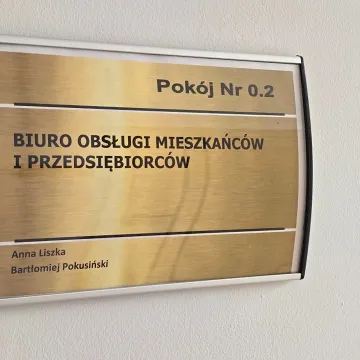 Pokój Nr 0.2
BIURO OBSŁUGI MIESZKAŃCÓW
I PRZEDSIĘBIORCÓW
Anna Liszka
Bartłomiej Pokusiński